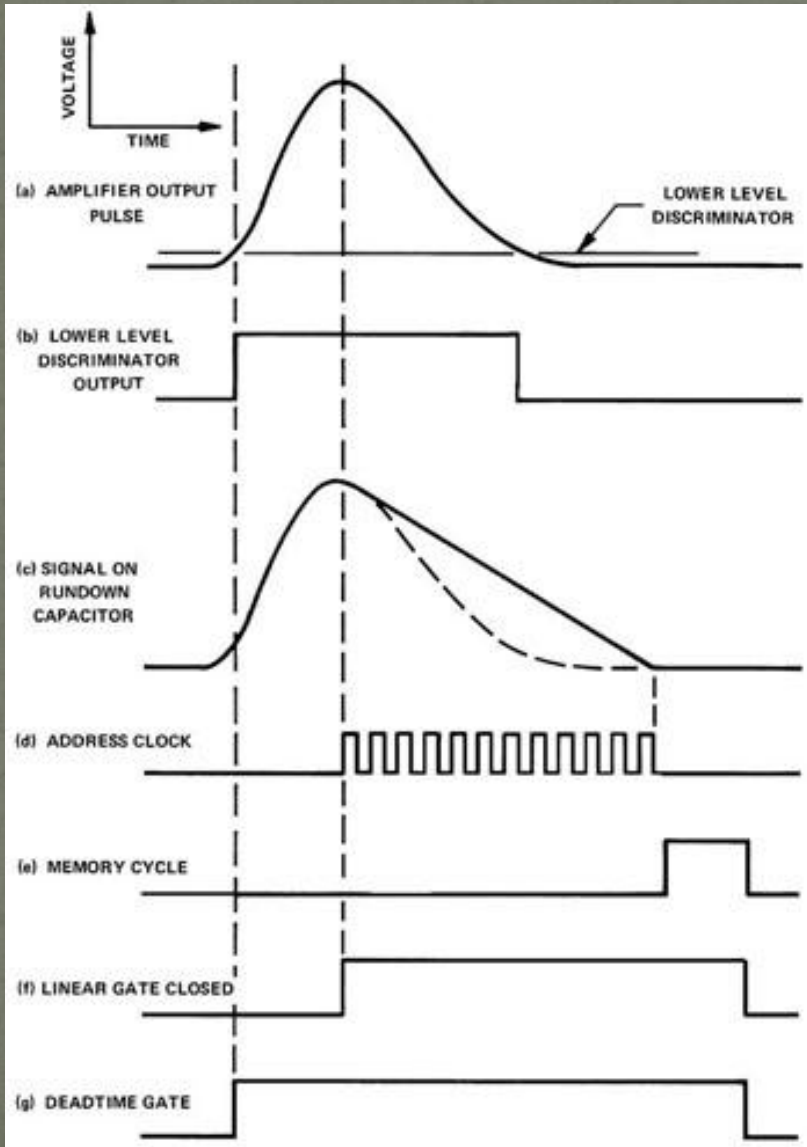 VOLTAGE
TIME
(a) AMPLIFIER OUTPUT
PULSE
LOWER LEVEL
DISCRIMINATOR
(b) LOWER LEVEL
DISCRIMINATOR
OUTPUT
(c) SIGNAL ON
RUNDOWN
CAPACITOR
(d) ADDRESS CLOCK
(e) MEMORY CYCLE
(f) LINEAR GATE CLOSED
(g) DEADTIME GATE